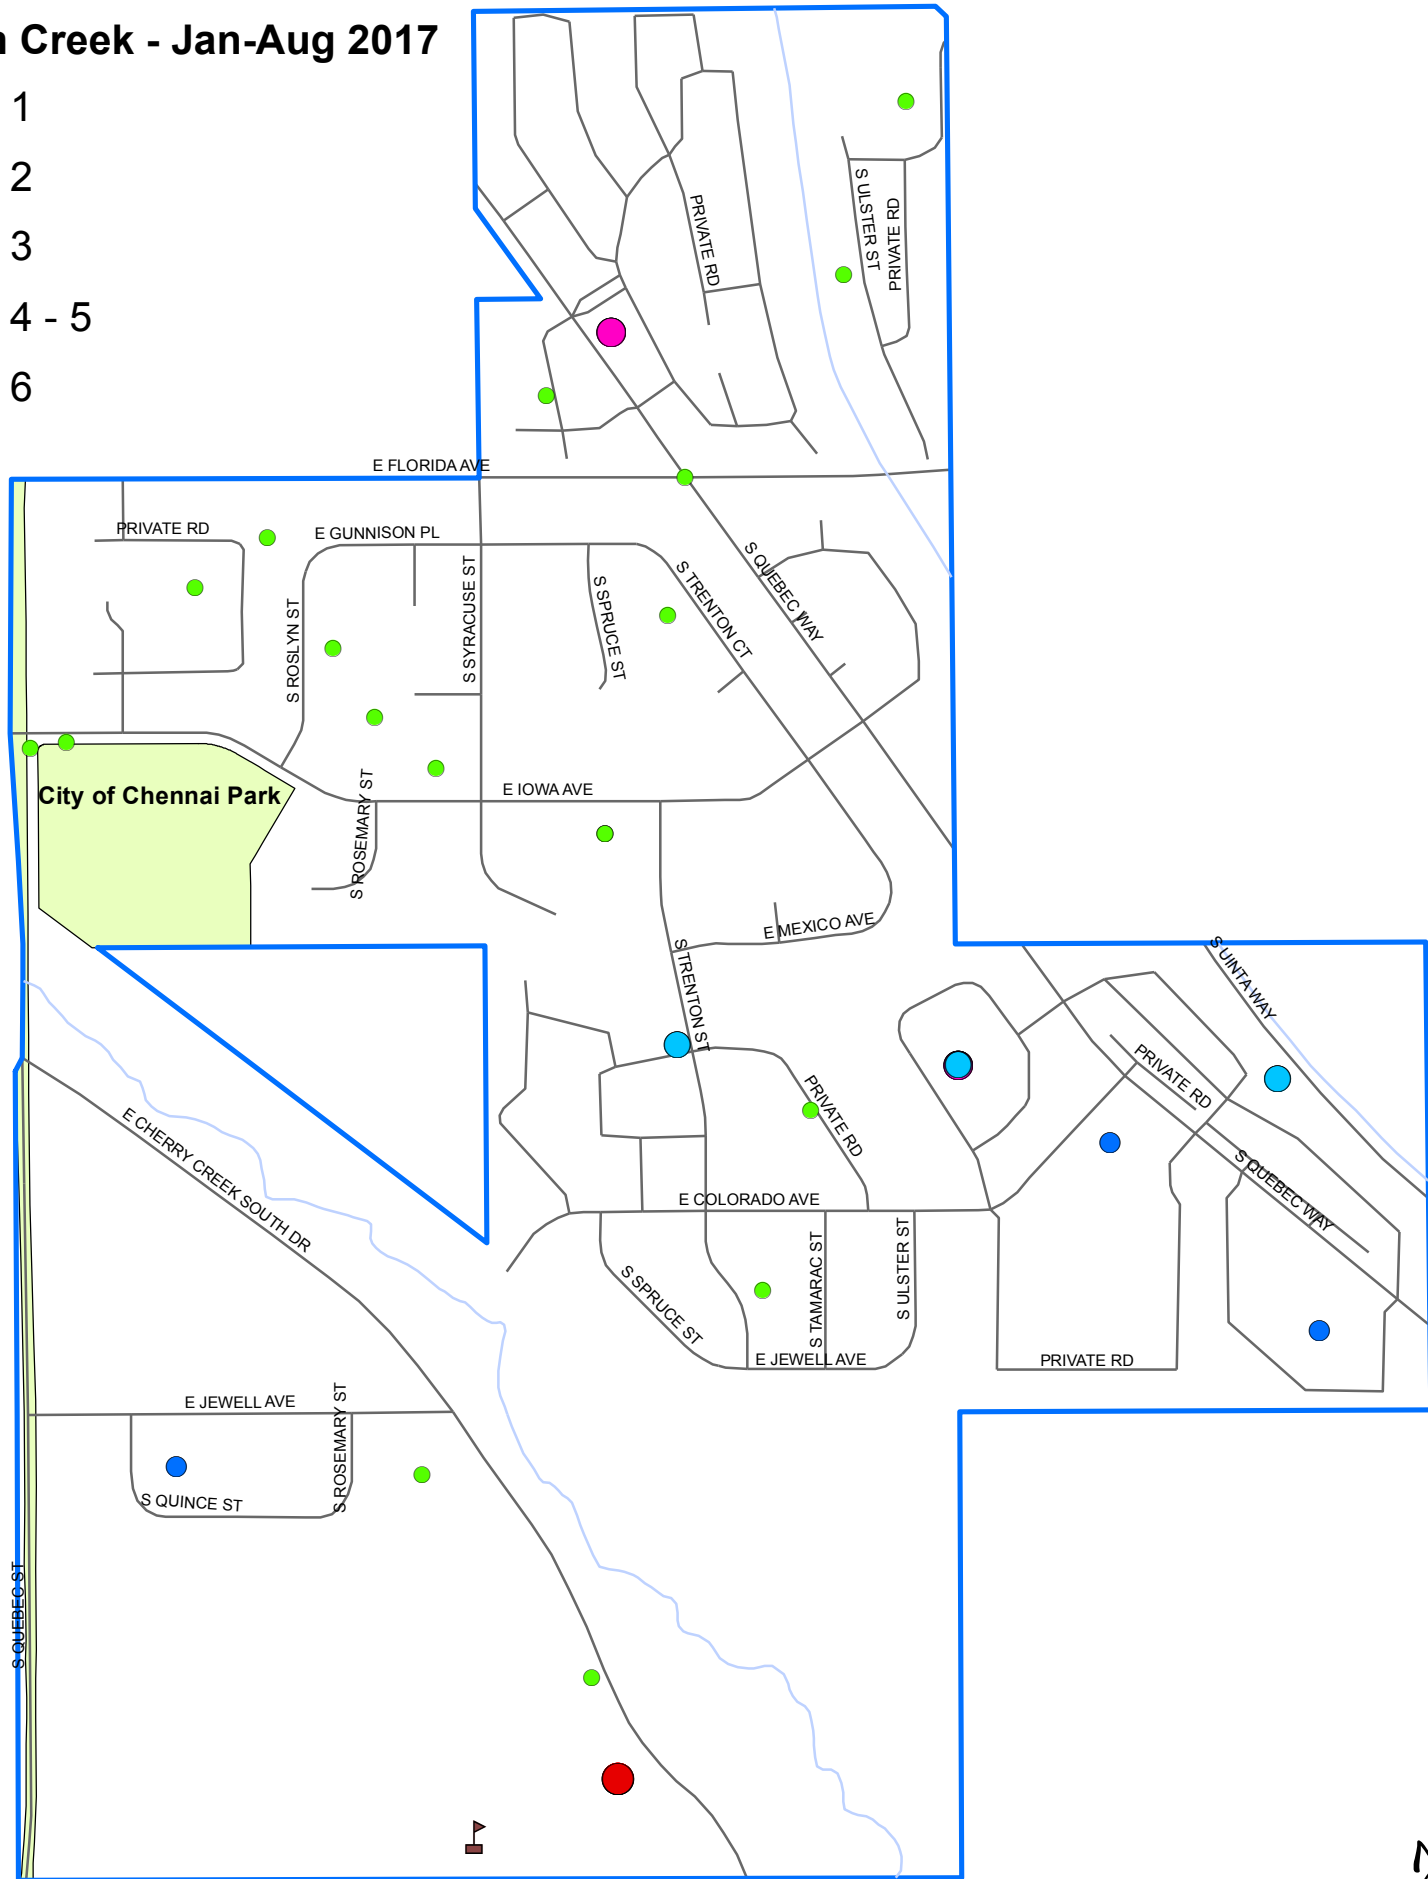 Creek - Jan-Aug 2017
1
2
3
4 - 5
6
S ULSTER ST
PRIVATE RD
PRIVATE RD
E FLORIDA AVE
PRIVATE RD
E GUNNISON PL
S QUEBEC WAY
S TRENTON CT
S SYRACUSE ST
S SPRUCE ST
S ROSLYN ST
City of Chennai Park
S ROSEMARY ST
E IOWA AVE
E MEXICO AVE
S TRENTON ST
S UINTA WAY
PRIVATE RD
PRIVATE RD
E CHERRY CREEK SOUTH DR
S QUEBEC WAY
E COLORADO AVE
S SPRUCE ST
S TAMARAC ST
S ULSTER ST
E JEWELL AVE
PRIVATE RD
E JEWELL AVE
S ROSEMARY ST
S QUINCE ST
S QUEBEC ST